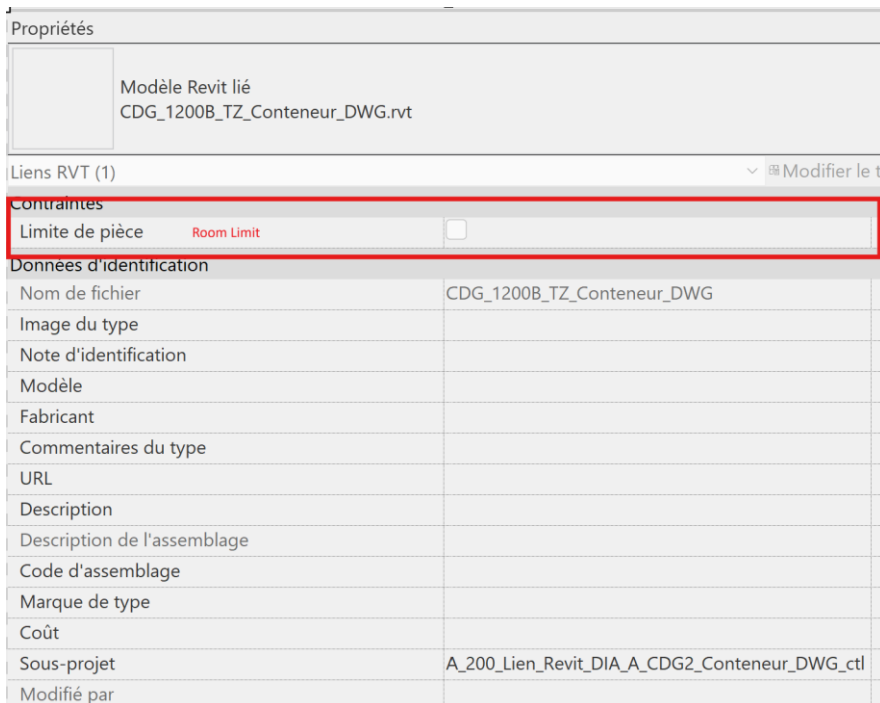 Propriétés
Modèle Revit lié
CDG_1200B_TZ_Conteneur_DWG.rvt
Liens RVT (1) Modifier le t
Contraintes
Limite de pièce Room Limit
Données d'identification
Nom de fichier CDG_1200B_TZ_Conteneur_DWG
Image du type
Note d'identification
Modèle
Fabricant
Commentaires du type
URL
Description
Description de l'assemblage
Code d'assemblage
Marque de type
Coût
Sous-projet A_200_Lien_Revit_DIA_A_CDG2_Conteneur_DWG_ctl
Modifié par